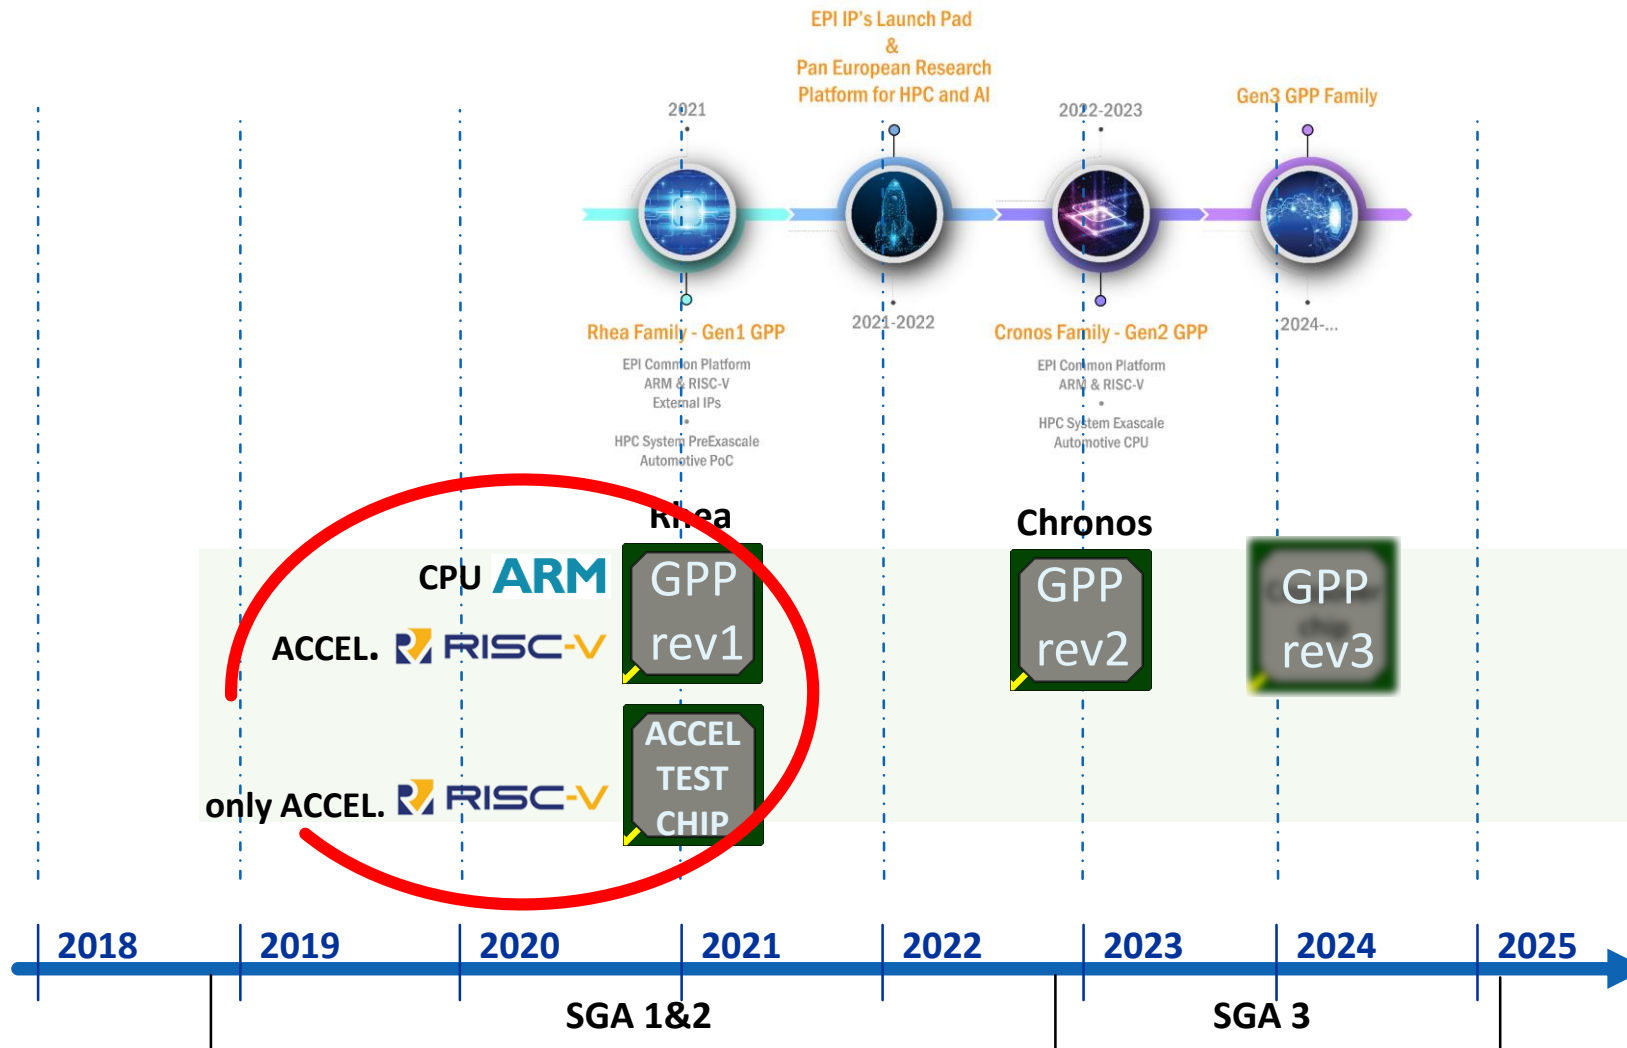 EPI IP's Launch Pad
&
Pan European Research
Platform for HPC and AI
2021
2022-2023
Gen3 GPP Family
Rhea Family - Gen1 GPP
2021-2022
Cronos Family - Gen2 GPP
2024-...
EPI Common Platform
ARM & RISC-V
External IPs
•
HPC System PreExascale
Automotive PoC
EPI Common Platform
ARM & RISC-V
•
HPC System Exascale
Automotive CPU
Rhea
Chronos
CPU ARM
GPP
rev1
GPP
rev2
GPP
rev3
chip
ACCEL. RISC-V
ACCEL
TEST
CHIP
only ACCEL. RISC-V
2018 2019 2020 2021 2022 2023 2024 2025
SGA 1&2 SGA 3